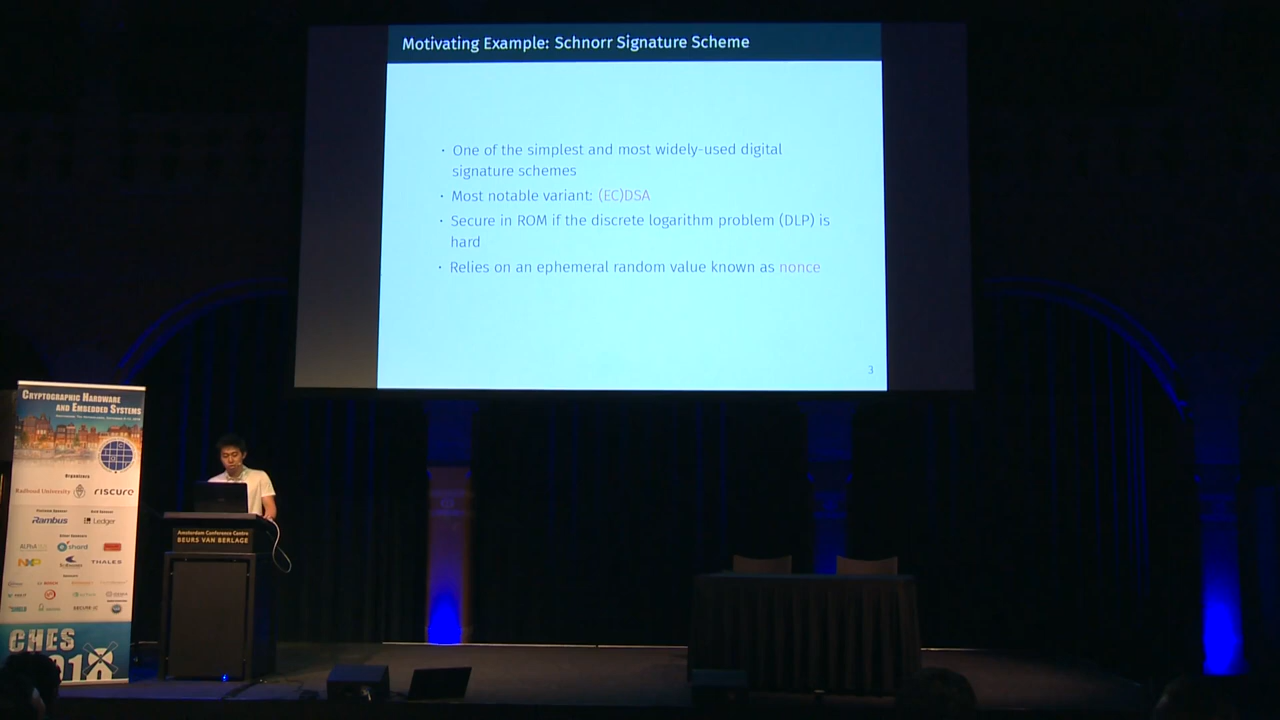 Motivating Example: Schnorr Signature Scheme
· One of the simplest and most widely-used digital
signature schemes
· Most notable variant: (EC)DSA
· Secure in ROM if the discrete logarithm problem (DLP) is
hard
· Relies on an ephemeral random value known as nonce
3
CRYPTOGRAPHIC HARDWARE
AND EMBEDDED SYSTEMS
Organizers
Radboud University
riscure
Rambus
Ledger
NXP
THALES
CHES
Amsterdam Conference Centre
BEURS VAN BERLAGE